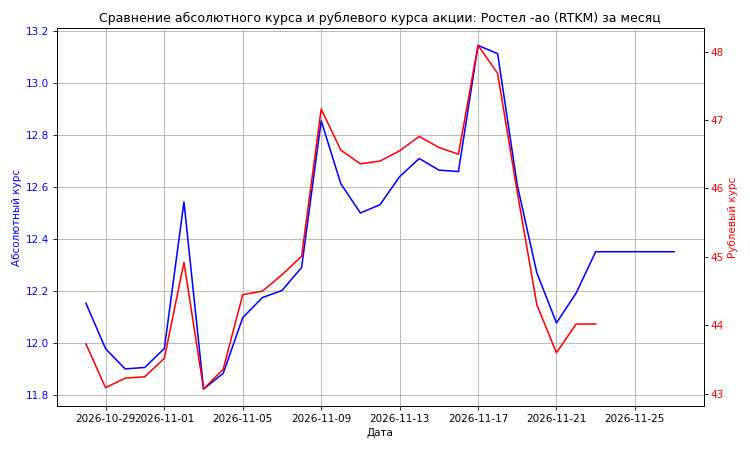 Сравнение абсолютного курса и рублевого курса акции: Ростел -ао (RTKM) за месяц
13.2
13.0
12.8
12.6
12.4
12.2
12.0
11.8
Абсолютный курс
48
47
46
45
44
43
Рублевый курс
2026-10-29 2026-11-01 2026-11-05 2026-11-09 2026-11-13 2026-11-17 2026-11-21 2026-11-25
Дата